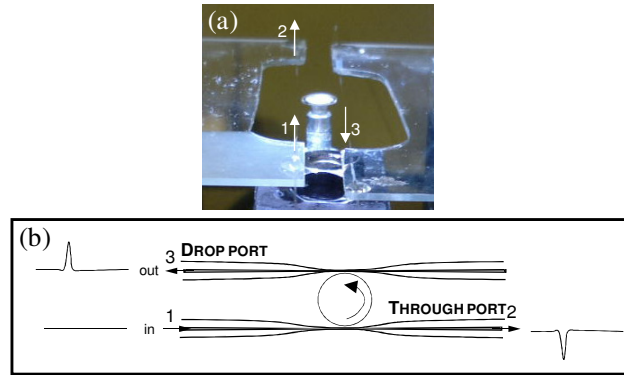 (a)
2
1
3
(b)
3 DROP PORT
out
1
in
THROUGH PORT 2